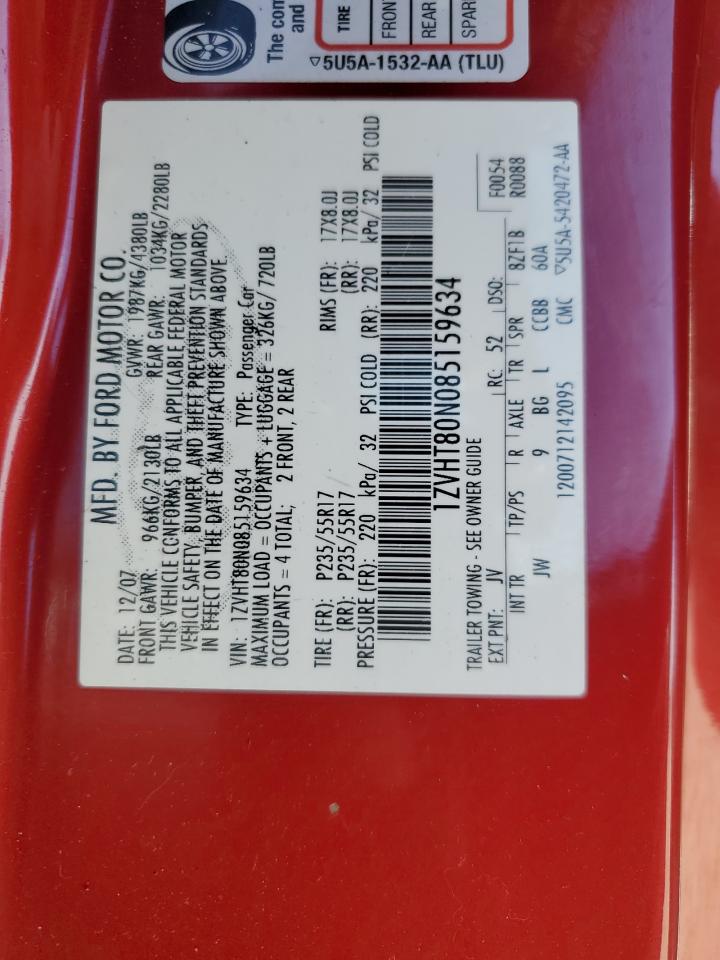 The com
and
TIRE
FRON
REAR
SPAR
▽5U5A-1532-AA (TLU)
MFD. BY FORD MOTOR CO.
DATE: 12/07 GVWR: 1987KG/4380LB
FRONT GAWR: 966KG/2130LB REAR GAWR: 1034KG/2280LB
THIS VEHICLE CONFORMS TO ALL APPLICABLE FEDERAL MOTOR
VEHICLE SAFETY, BUMPER, AND THEFT PREVENTION STANDARDS
IN EFFECT ON THE DATE OF MANUFACTURE SHOWN ABOVE.
VIN: 1ZVHT80N085159634 TYPE: Passenger Car
MAXIMUM LOAD = OCCUPANTS + LUGGAGE = 326KG/ 720LB
OCCUPANTS = 4 TOTAL; 2 FRONT, 2 REAR
TIRE (FR): P235/55R17 RIMS (FR): 17X8.0J
(RR): P235/55R17 (RR): 17X8.0J
PRESSURE (FR): 220 kPa/ 32 PSI COLD (RR): 220 kPa/ 32 PSI COLD
1ZVHT80N085159634
TRAILER TOWING - SEE OWNER GUIDE
EXT PNT: JV RC: 52 DSO: F0054
R0088
INT TR TP/PS R AXLE TR SPR 8ZF1B
JW 9 BG L CCBB 60A
1200712142095 CMC ▽5U5A-5420472-AA